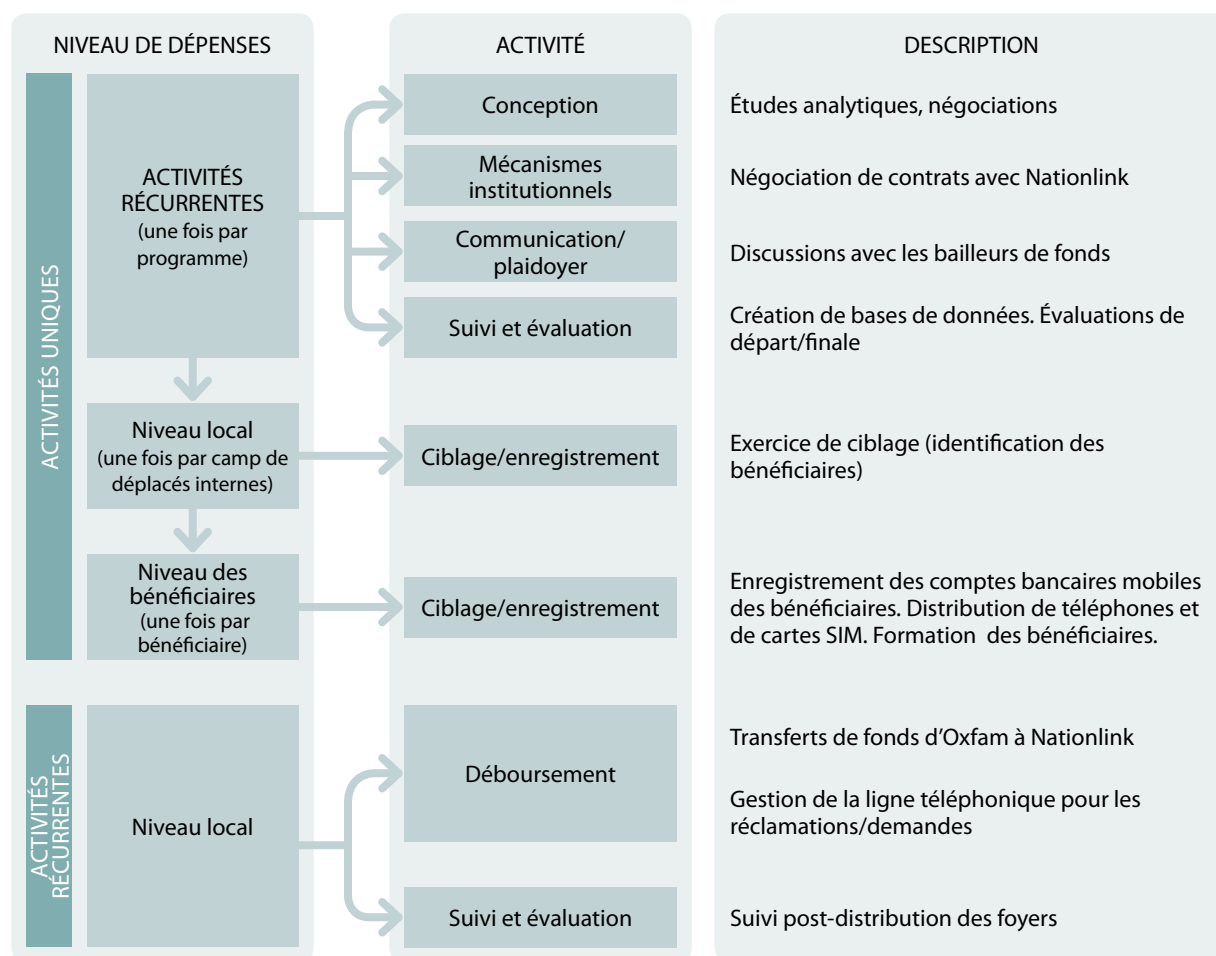 NIVEAU DE DÉPENSES
ACTIVITÉ
DESCRIPTION
ACTIVITÉS UNIQUES
ACTIVITÉS
RÉCURRENTES
(une fois par
programme)
Conception
Études analytiques, négociations
Mécanismes
institutionnels
Négociation de contrats avec Nationlink
Communication/
plaidoyer
Discussions avec les bailleurs de fonds
Suivi et évaluation
Création de bases de données. Évaluations de
départ/finale
Niveau local
(une fois par camp de
déplacés internes)
Ciblage/enregistrement
Exercice de ciblage (identification des
bénéficiaires)
Niveau des
bénéficiaires
(une fois par
bénéficiaire)
Ciblage/enregistrement
Enregistrement des comptes bancaires mobiles
des bénéficiaires. Distribution de téléphones et
de cartes SIM. Formation  des bénéficiaires.
ACTIVITÉS
RÉCURRENTES
Niveau local
Déboursement
Transferts de fonds d’Oxfam à Nationlink
Gestion de la ligne téléphonique pour les
réclamations/demandes
Suivi et évaluation
Suivi post-distribution des foyers